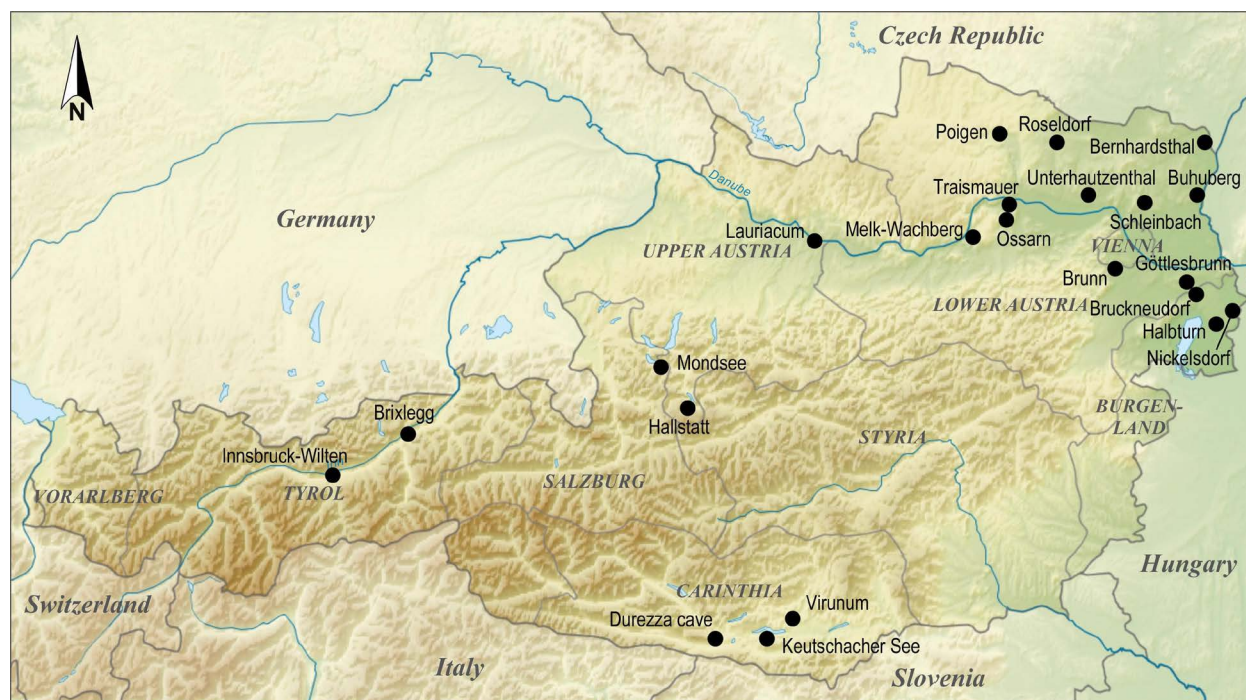 Czech Republic
N
Poigen
Roseldorf
Bernhardsthal
Danube
Traismauer
Unterhautzenthal
Buhuberg
Germany
Lauriacum
Melk-Wachberg
Ossarn
Schleinbach
UPPER AUSTRIA
VIENNA
Göttlesbrunn
Brunn
LOWER AUSTRIA
Bruckneudorf
Halbturn
Nickelsdorf
Mondsee
Brixlegg
Hallstatt
BURGEN-
LAND
STYRIA
Innsbruck-Wilten
SALZBURG
VORARLBERG
TYROL
Hungary
Switzerland
CARINTHIA
Virunum
Durezza cave
Keutschacher See
Italy
Slovenia